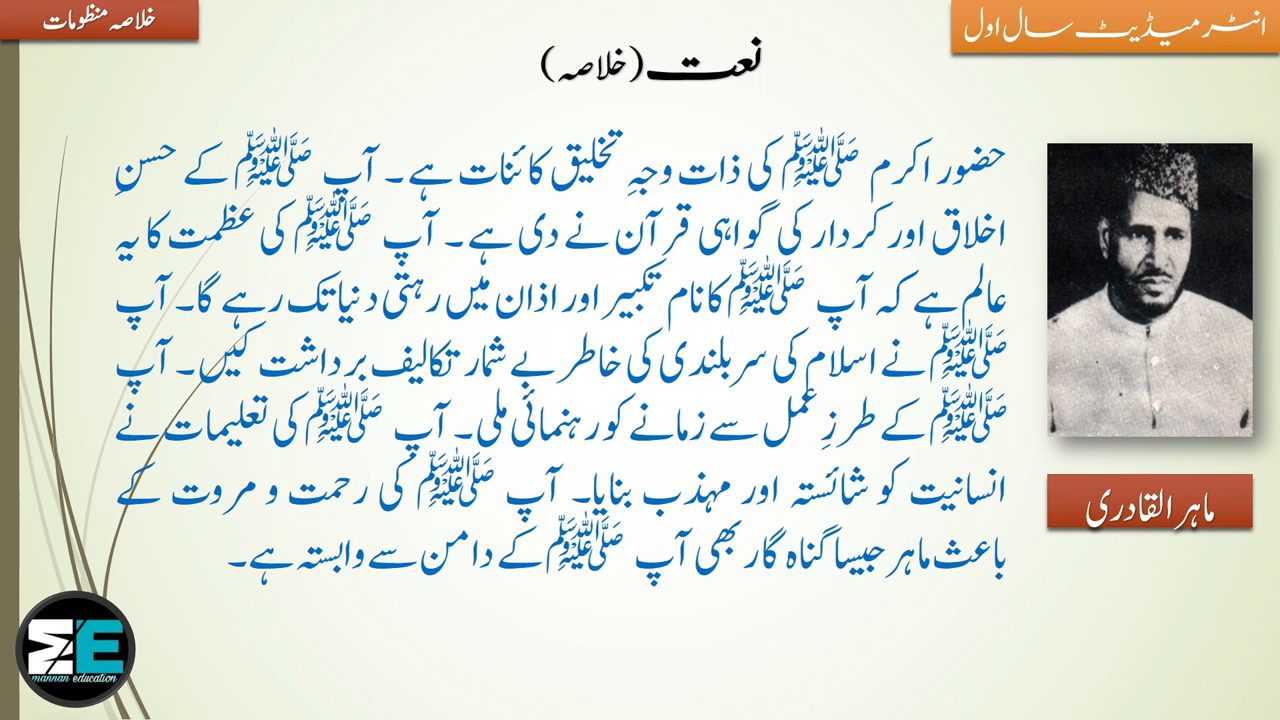 انٹرمیڈیٹ سال اول
خلاصہ منظومات
نعت (خلاصہ)
حضور اکرم ﷺ کی ذات وجہِ تخلیق کائنات ہے۔ آپ ﷺ کے حسنِ
اخلاق اور کردار کی گواہی قرآن نے دی ہے۔ آپ ﷺ کی عظمت کا یہ
عالم ہے کہ آپ ﷺ کا نام تکبیر اور اذان میں رہتی دنیا تک رہے گا۔ آپ
ﷺ نے اسلام کی سربلندی کی خاطر بے شمار تکالیف برداشت کیں۔ آپ
ﷺ کے طرزِ عمل سے زمانے کو رہنمائی ملی۔ آپ ﷺ کی تعلیمات نے
انسانیت کو شائستہ اور مہذب بنایا۔ آپ ﷺ کی رحمت و مروت کے
باعث ماہر جیسا گناہ گار بھی آپ ﷺ کے دامن سے وابستہ ہے۔
ماہر القادری
mannan education